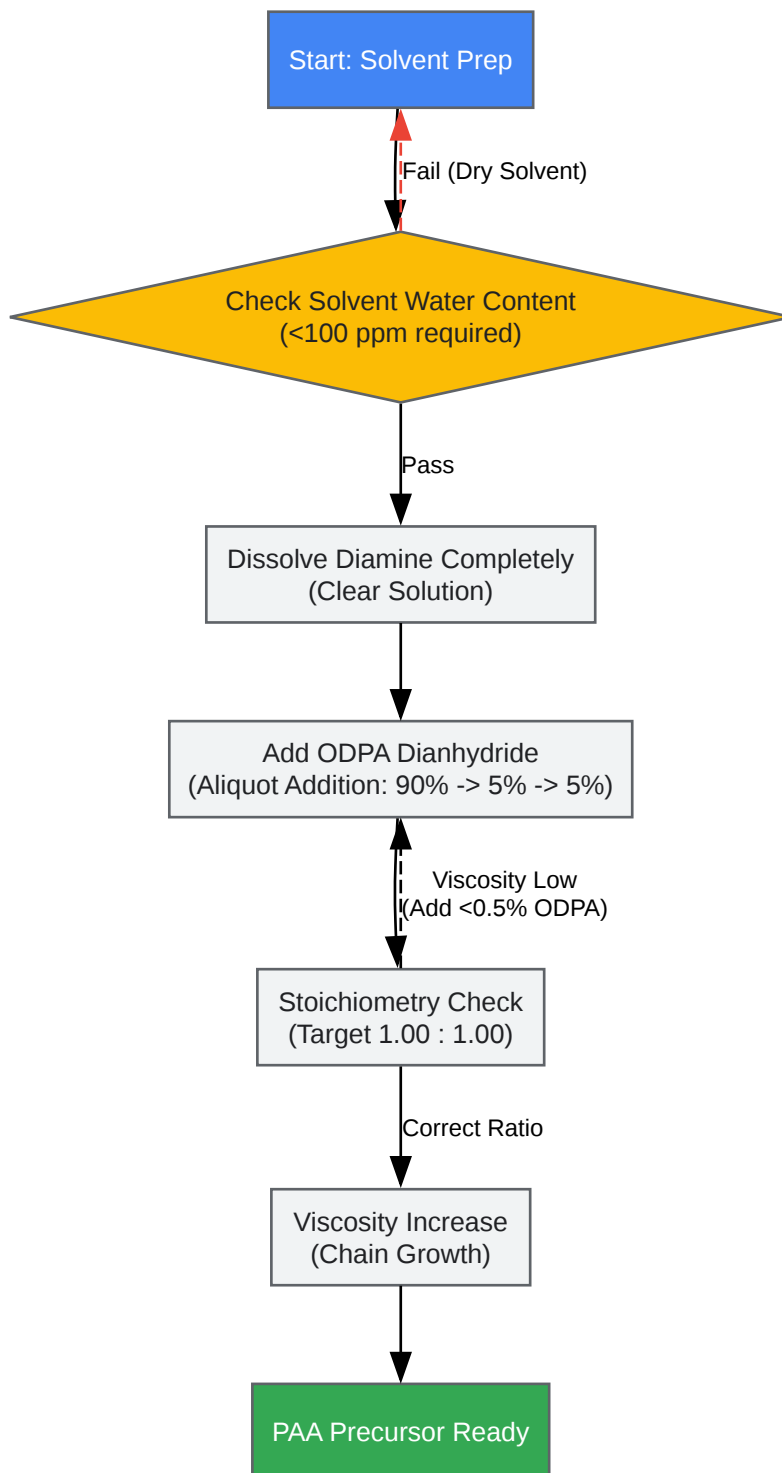 Start: Solvent Prep
Fail (Dry Solvent)
Check Solvent Water Content
(<100 ppm required)
Pass
Dissolve Diamine Completely
(Clear Solution)
Add ODPA Dianhydride
(Aliquot Addition: 90% -> 5% -> 5%)
Viscosity Low
(Add <0.5% ODPA)
Stoichiometry Check
(Target 1.00 : 1.00)
Correct Ratio
Viscosity Increase
(Chain Growth)
PAA Precursor Ready